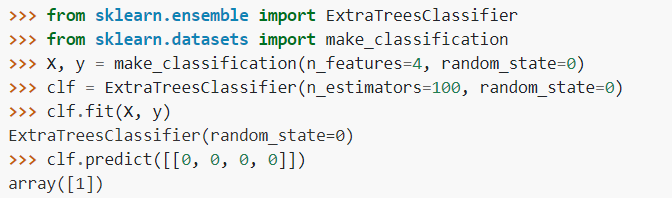 >>> from sklearn.ensemble import ExtraTreesClassifier
>>> from sklearn.datasets import make_classification
>>> X, y = make_classification(n_features=4, random_state=0)
>>> clf = ExtraTreesClassifier(n_estimators=100, random_state=0)
>>> clf.fit(X, y)
ExtraTreesClassifier(random_state=0)
>>> clf.predict([[0, 0, 0, 0]])
array([1])